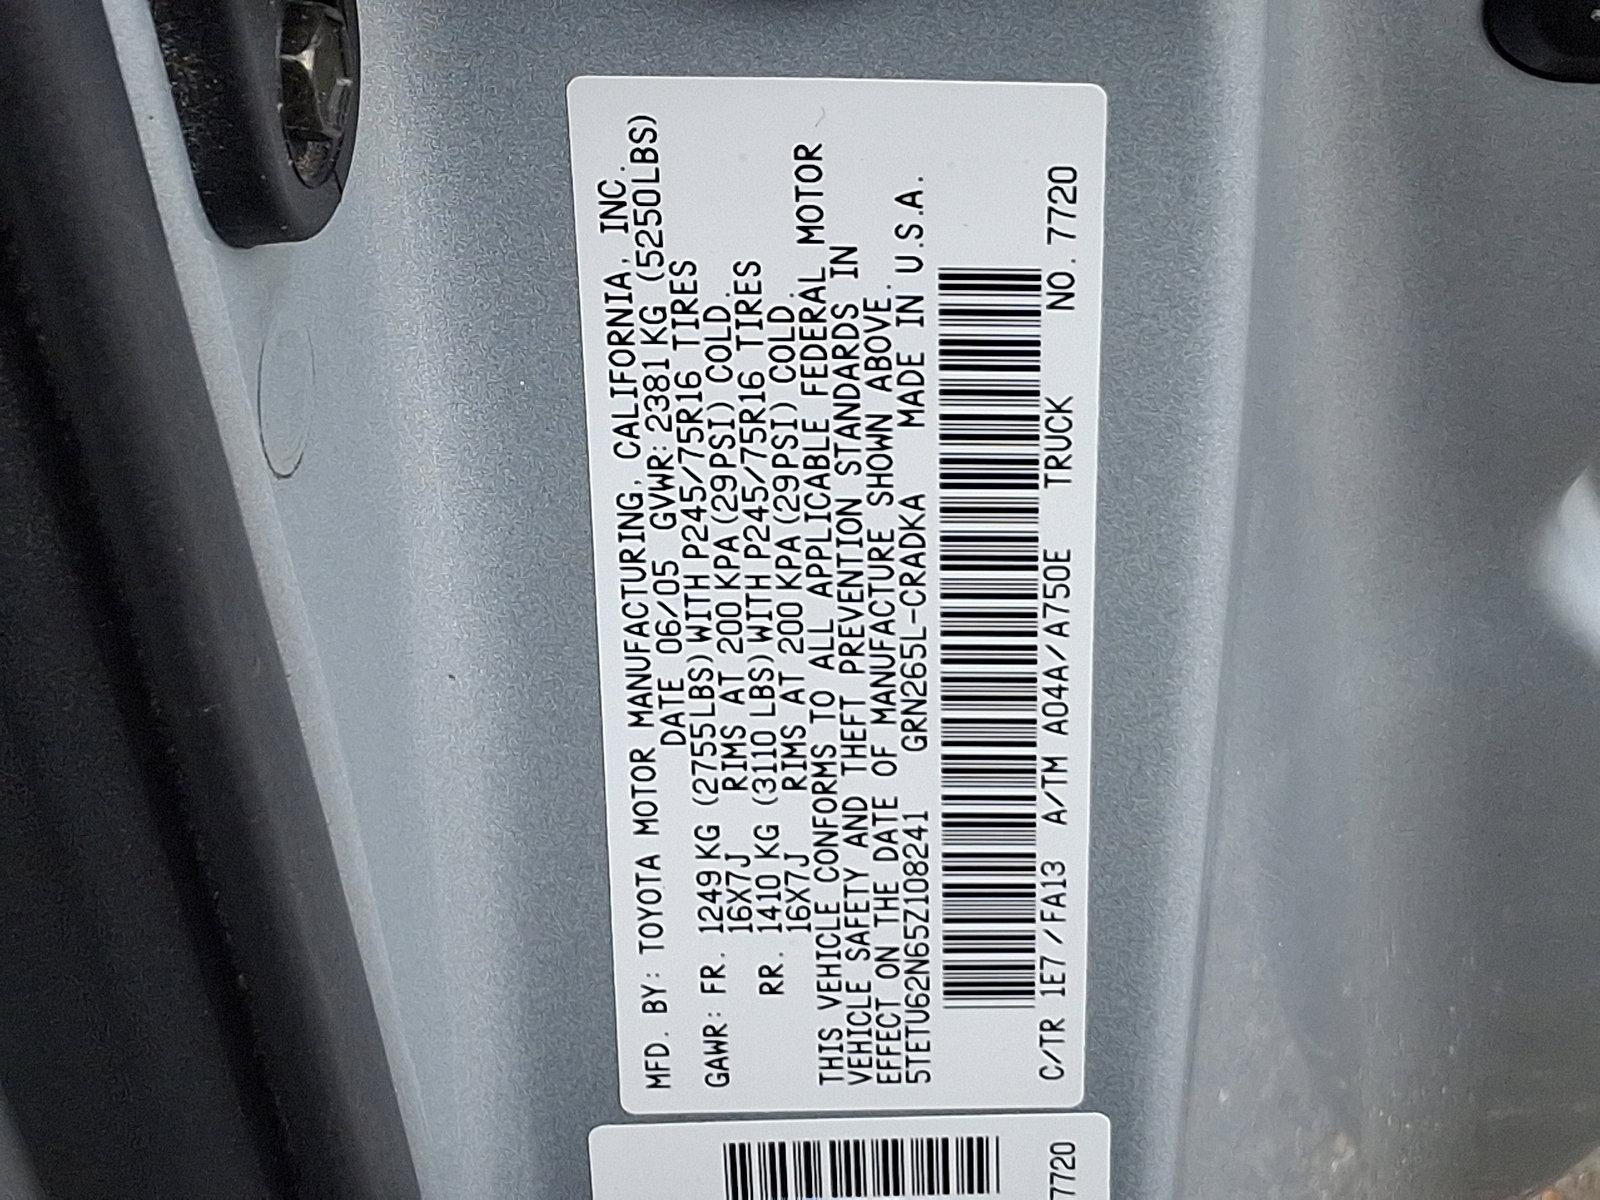 MFD. BY: TOYOTA MOTOR MANUFACTURING, CALIFORNIA, INC.
DATE 06/05 GVWR: 2381 KG (5250LBS)
GAWR: FR. 1249 KG (2755LBS) WITH P245/75R16 TIRES
16X7J RIMS AT 200 KPA (29PSI) COLD.
RR. 1410 KG (3110 LBS) WITH P245/75R16 TIRES
16X7J RIMS AT 200 KPA (29PSI) COLD.
THIS VEHICLE CONFORMS TO ALL APPLICABLE FEDERAL MOTOR
VEHICLE SAFETY AND THEFT PREVENTION STANDARDS IN
EFFECT ON THE DATE OF MANUFACTURE SHOWN ABOVE.
5TETU62N65Z108241 GRN265L-CRADKA MADE IN U.S.A.
C/TR 1E7/FA13 A/TM A04A/A750E TRUCK NO. 7720
7720